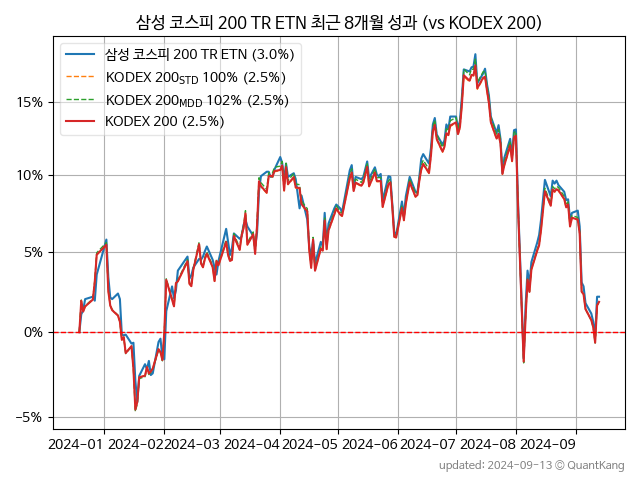 삼성 코스피 200 TR ETN 최근 8개월 성과 (vs KODEX 200)
삼성 코스피 200 TR ETN (3.0%)
KODEX 200STD 100% (2.5%)
KODEX 200MDD 102% (2.5%)
KODEX 200 (2.5%)
15%
10%
5%
0%
−5%
2024-01 2024-02 2024-03 2024-04 2024-05 2024-06 2024-07 2024-08 2024-09
updated: 2024-09-13 © QuantKang